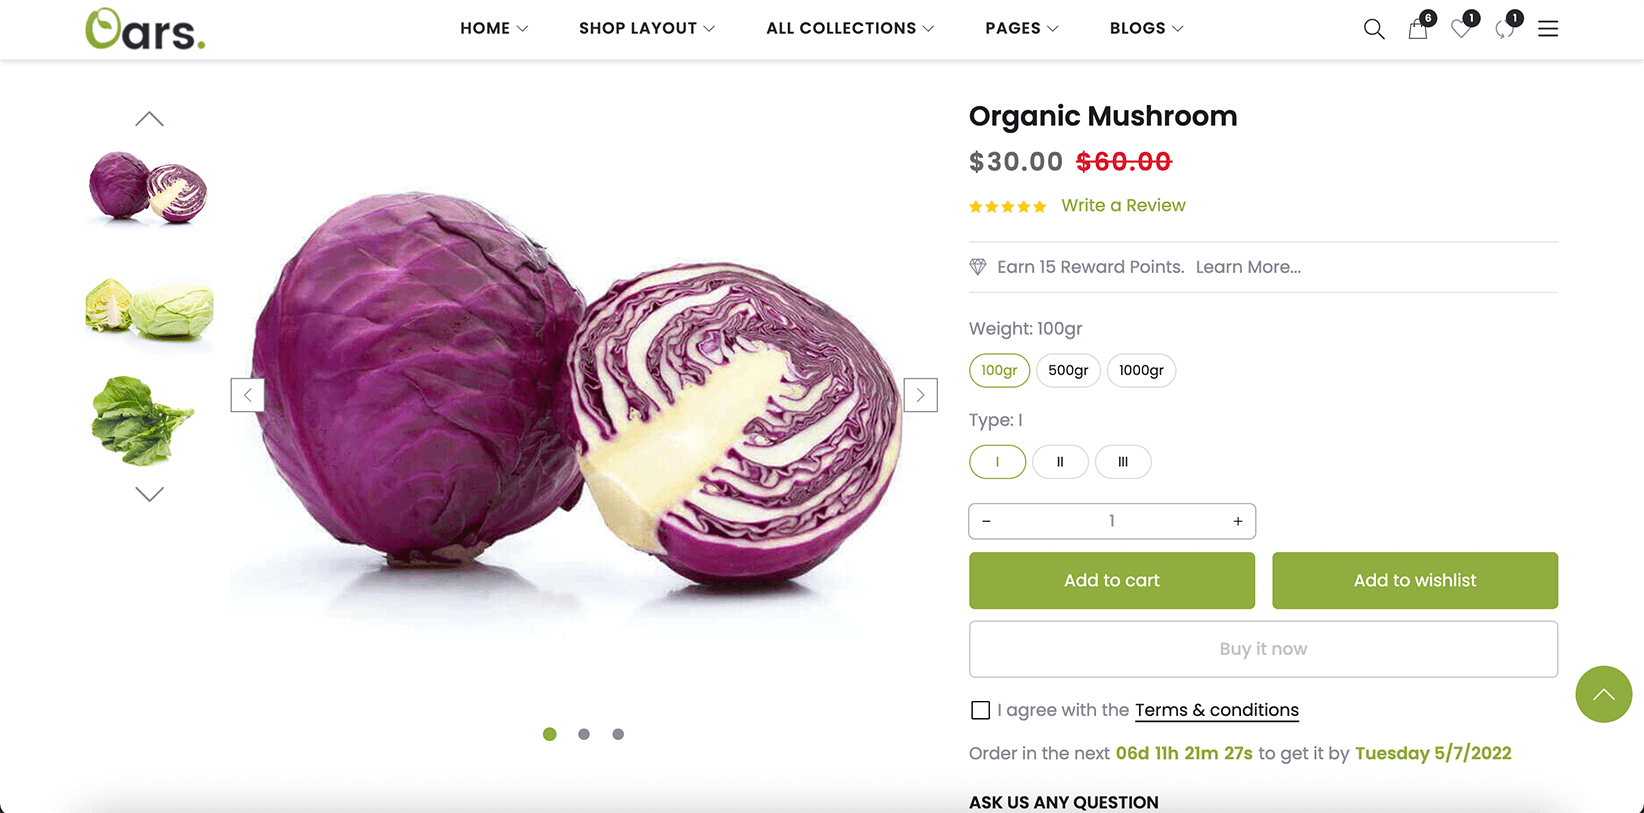 Oars.
HOME
SHOP LAYOUT
ALL COLLECTIONS
PAGES
BLOGS
6
1
1
Organic Mushroom
$30.00 $60.00
Write a Review
Earn 15 Reward Points. Learn More...
Weight: 100gr
100gr 500gr 1000gr
Type: I
I II III
- 1 +
Add to cart Add to wishlist
Buy it now
I agree with the Terms & conditions
Order in the next 06d 11h 21m 27s to get it by Tuesday 5/7/2022
ASK US ANY QUESTION